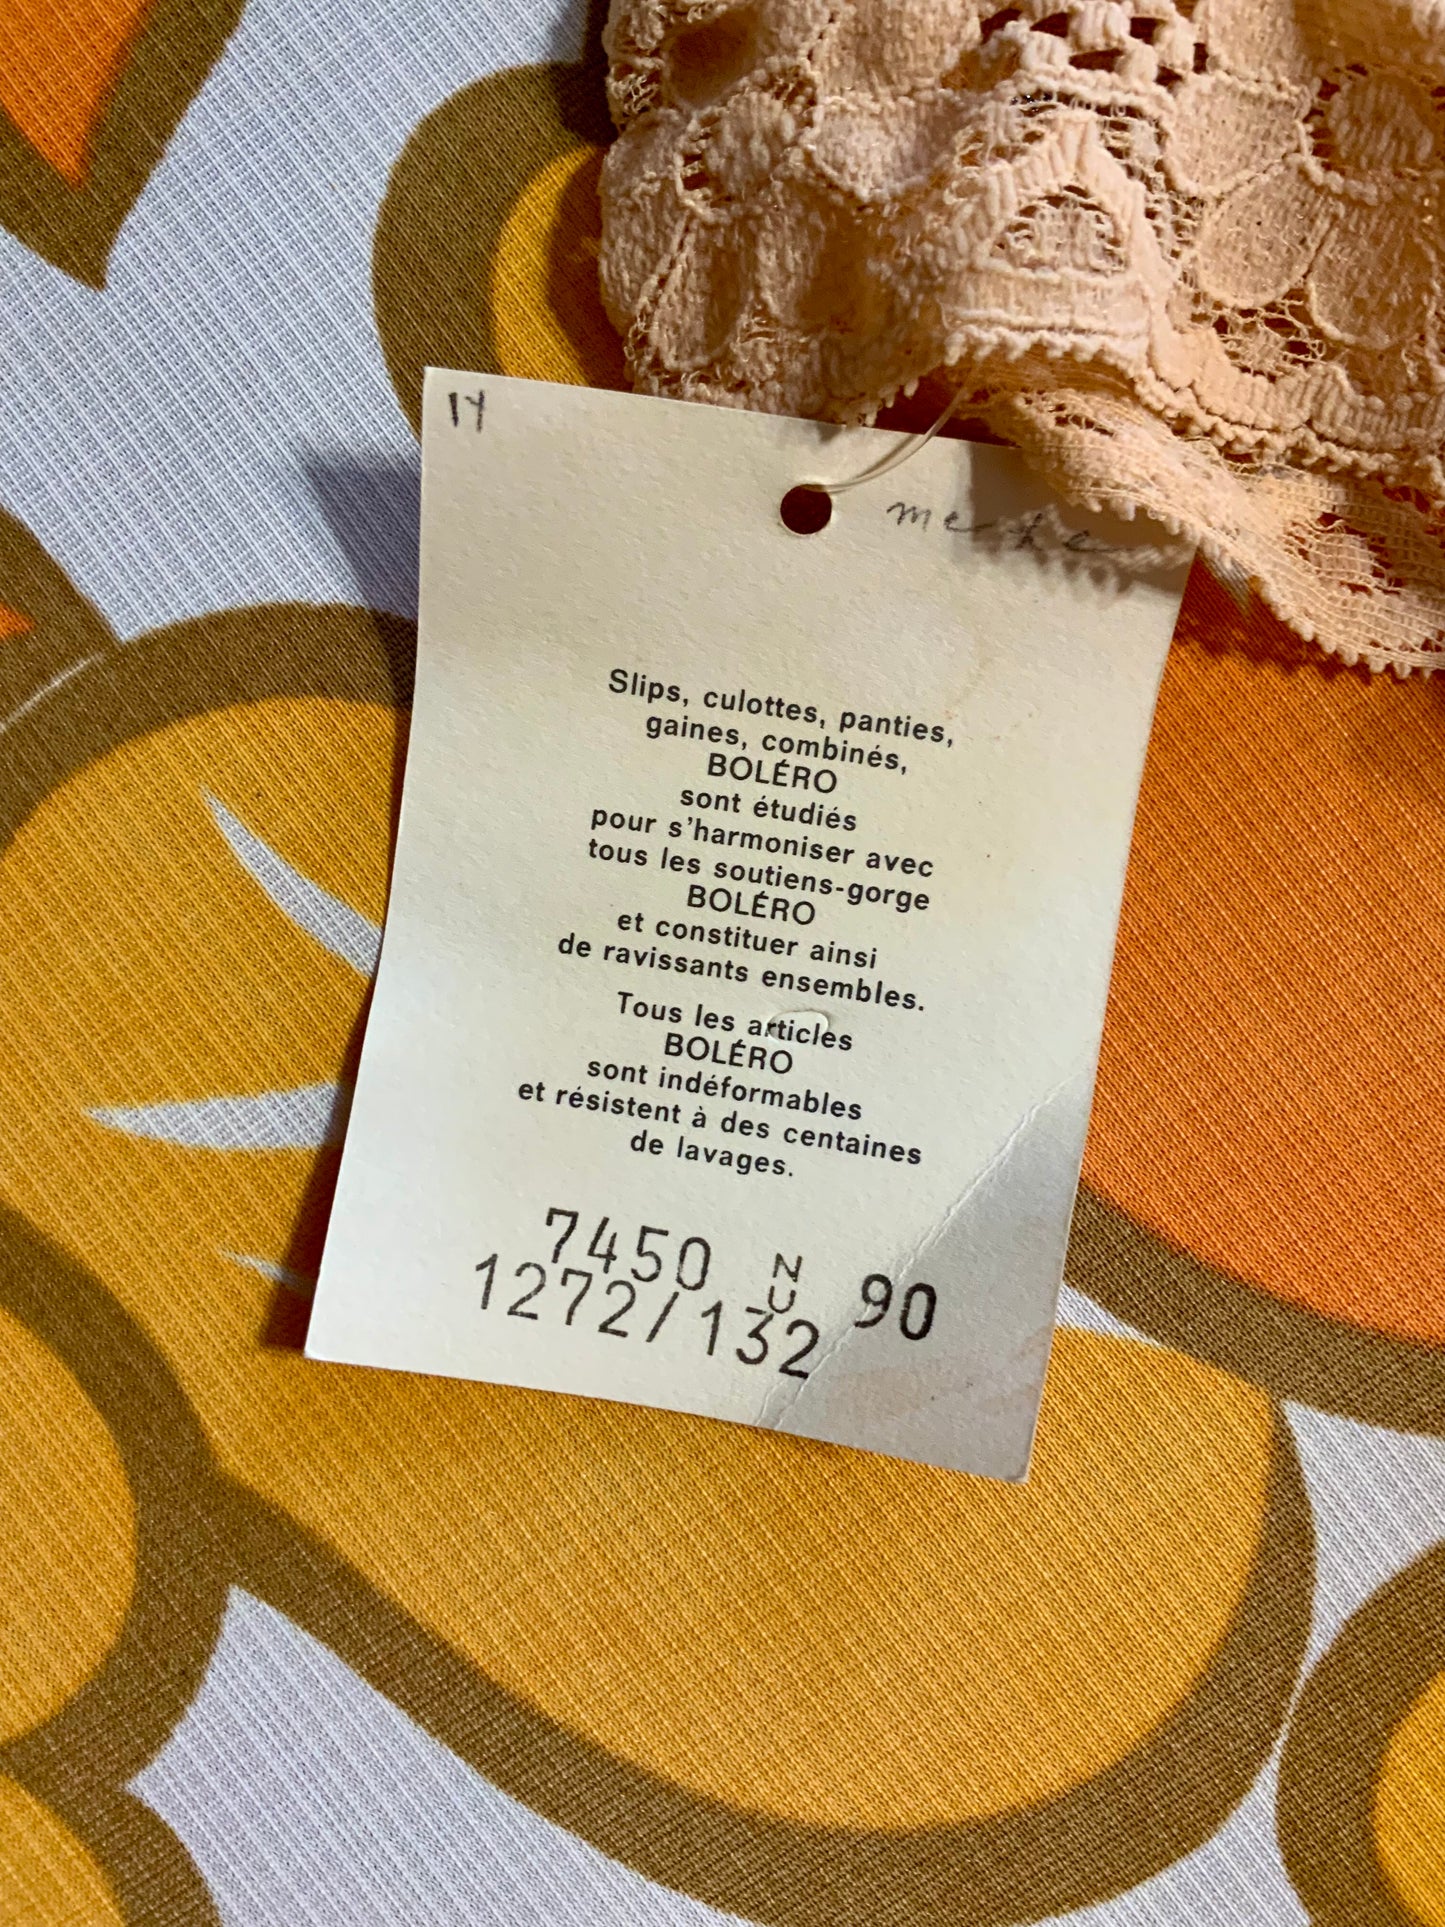 14
Slips, culottes, panties,
gaines, combinés,
BOLÉRO
sont étudiés
pour s'harmoniser avec
tous les soutiens-gorge
BOLÉRO
et constituer ainsi
de ravissants ensembles.
Tous les articles
BOLÉRO
sont indéformables
et résistent à des centaines
de lavages.
7450 NU 90
1272/132